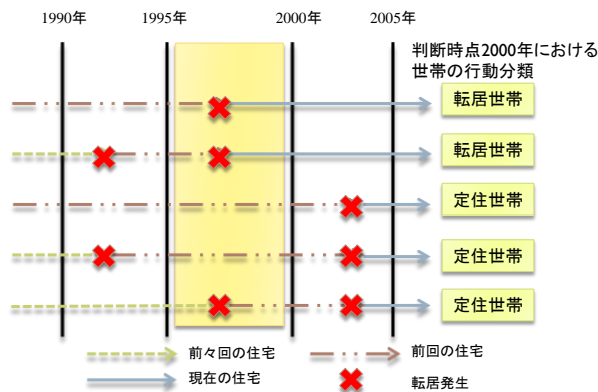 1990年
1995年
2000年
2005年
判断時点2000年における
世帯の行動分類
転居世帯
転居世帯
定住世帯
定住世帯
定住世帯
前々回の住宅
前回の住宅
現在の住宅
転居発生